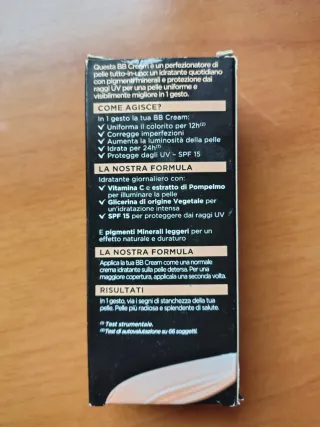 Questa BB Cream è un perfezionatore di
pelle tutto-in-uno: un idratante quotidiano
con pigmenti minerali e protezione dai
raggi UV per una pelle uniforme e
visibilmente migliore in 1 gesto.
COME AGISCE?
In 1 gesto la tua BB Cream:
✓ Uniforma il colorito per 12h(2)
✓ Corregge imperfezioni
✓ Aumenta la luminosità della pelle
✓ Idrata per 24h(1)
✓ Protegge dagli UV – SPF 15
LA NOSTRA FORMULA
Idratante giornaliero con:
✓ Vitamina C e estratto di Pompelmo
per illuminare la pelle
✓ Glicerina di origine Vegetale per
un'idratazione intensa
✓ SPF 15 per proteggere dai raggi UV
E pigmenti Minerali leggeri per un
effetto naturale e duraturo
LA NOSTRA FORMULA
Applica la tua BB Cream come una normale
crema idratante sulla pelle detersa. Per una
maggiore copertura, applicala una seconda volta.
RISULTATI
In 1 gesto, via i segni di stanchezza della tua
pelle. Pelle più radiosa e splendente di salute.
(1) Test strumentale.
(2) Test di autovalutazione su 66 soggetti.